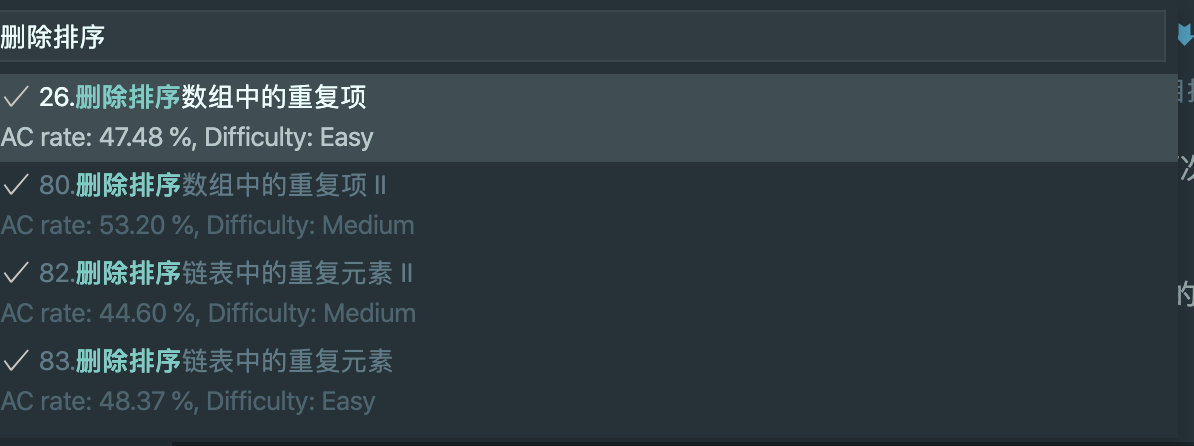 删除排序
26.删除排序数组中的重复项
AC rate: 47.48 %, Difficulty: Easy
80.删除排序数组中的重复项 II
AC rate: 53.20 %, Difficulty: Medium
82.删除排序链表中的重复元素 II
AC rate: 44.60 %, Difficulty: Medium
83.删除排序链表中的重复元素
AC rate: 48.37 %, Difficulty: Easy
次
的